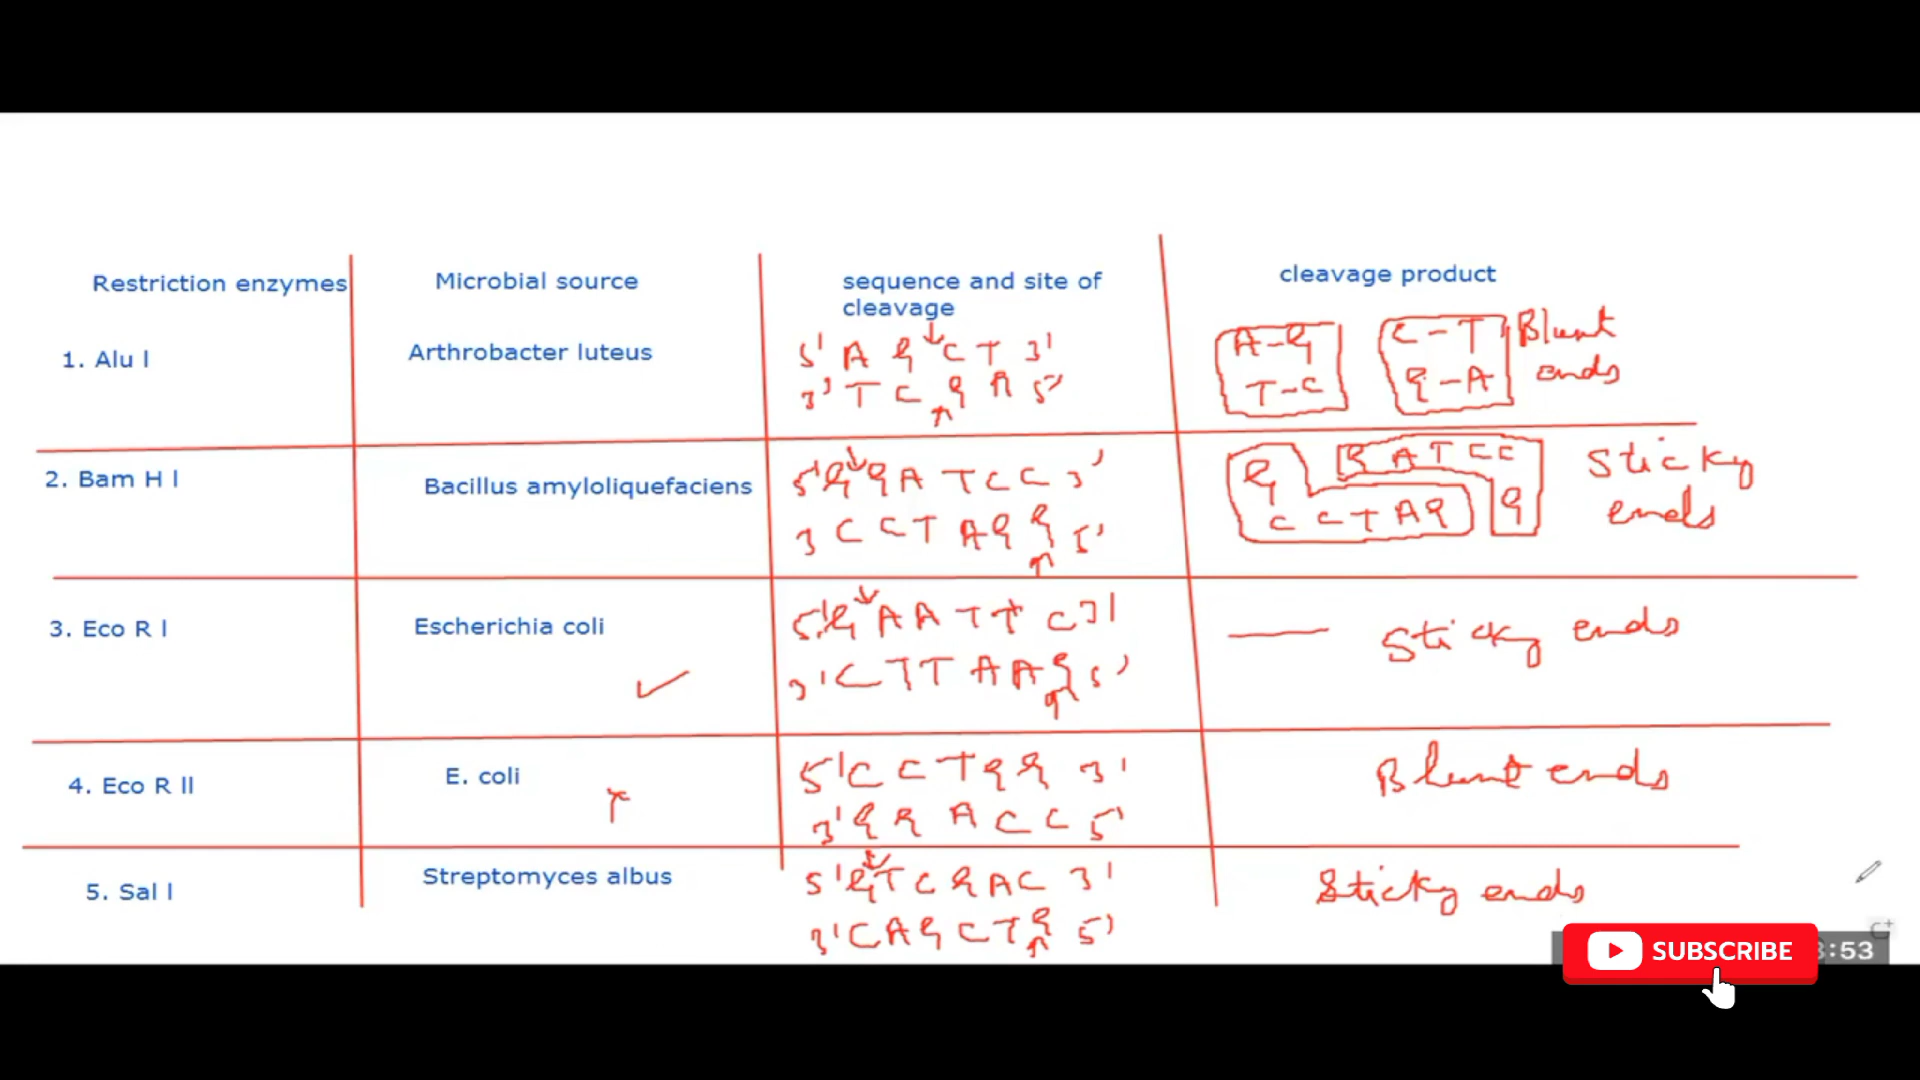 Restriction enzymes Microbial source sequence and site of cleavage product
cleavage
1. Alu l Arthrobacter luteus 5' A G C T 3' A-G C-T Blunt
3' T C G A 5' T-C G-A ends
2. Bam H l Bacillus amyloliquefaciens 5' G G A T C C 3' G G A T C C Sticky
3 C C T A G G 5' C C T A G G ends
3. Eco R l Escherichia coli 5' G A A T T C 3' Sticky ends
3' C T T A A G 5'
4. Eco R ll E. coli 5' C C T G G 3' Blunt ends
3' G G A C C 5'
5. Sal l Streptomyces albus 5' G T C G A C 3' Sticky ends
3' C A G C T G 5'
SUBSCRIBE :53